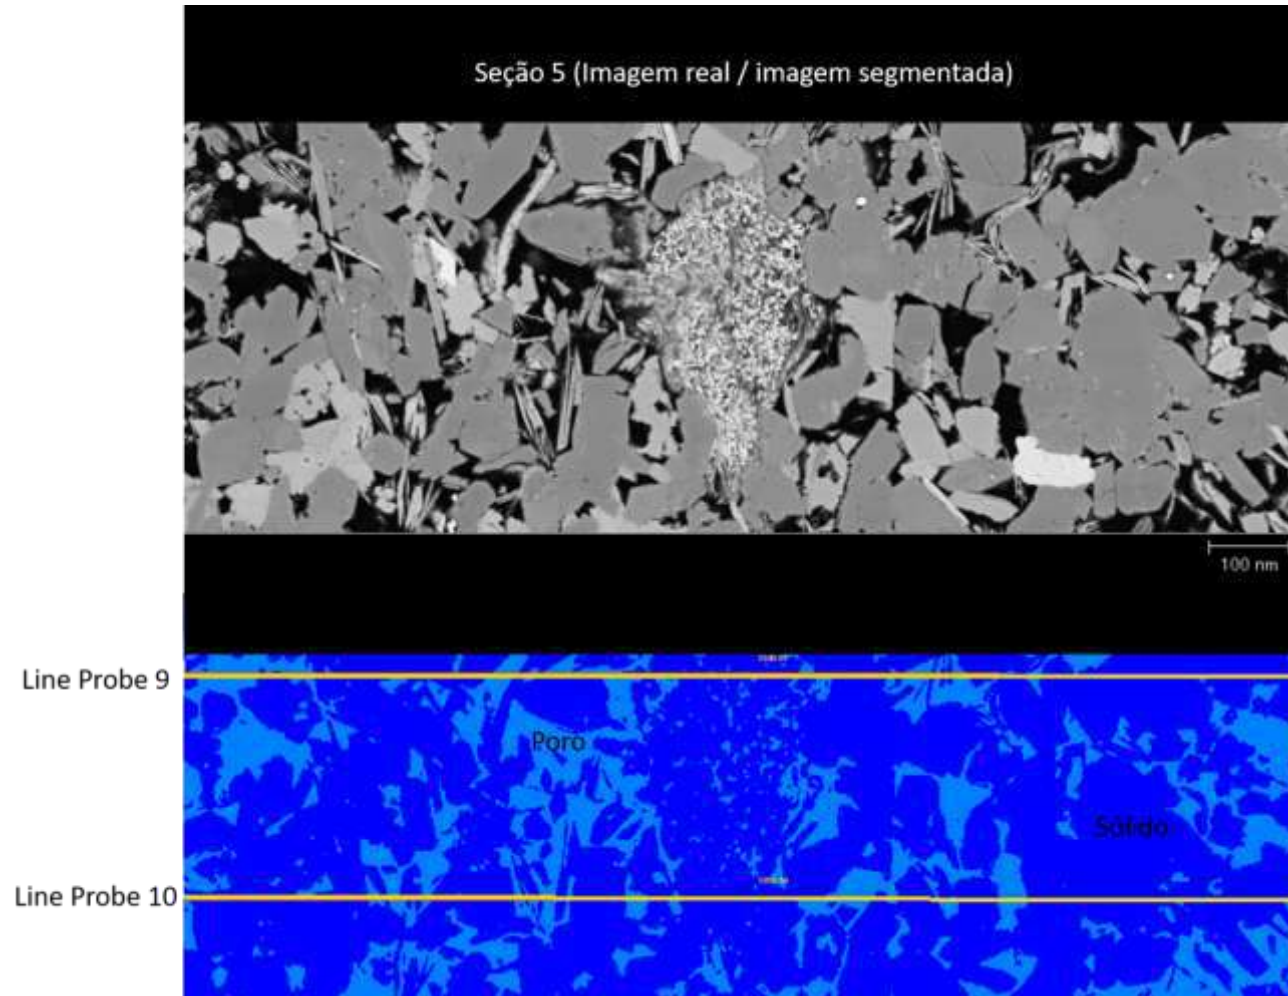 Seção 5 (Imagem real / imagem segmentada)
100 nm
Line Probe 9
Poro
Sólido
Line Probe 10